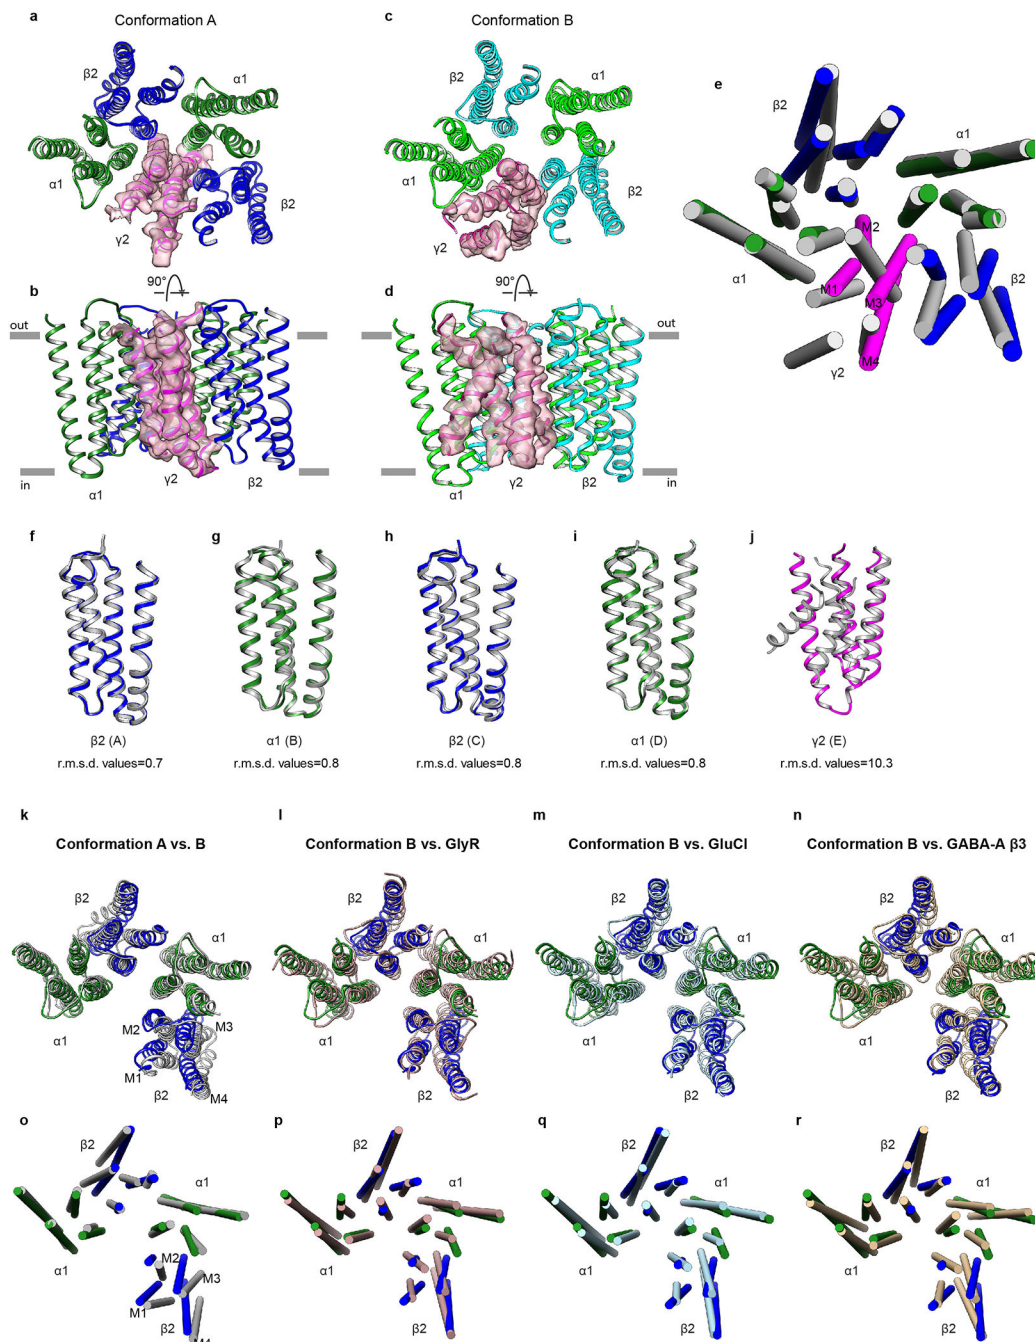 a
Conformation A
β2
α1
α1
β2
γ2
90°
b
out
in
α1
γ2
β2
c
Conformation B
β2
α1
α1
β2
γ2
90°
d
out
in
α1
γ2
β2
e
β2
α1
M2
α1
M1
M3
β2
M4
γ2
f
g
h
i
j
β2 (A)
α1 (B)
β2 (C)
α1 (D)
γ2 (E)
r.m.s.d. values=0.7
r.m.s.d. values=0.8
r.m.s.d. values=0.8
r.m.s.d. values=0.8
r.m.s.d. values=10.3
k
l
m
n
Conformation A vs. B
Conformation B vs. GlyR
Conformation B vs. GluCl
Conformation B vs. GABA-A β3
β2
α1
M2
M3
α1
M1
β2
M4
β2
α1
α1
β2
β2
α1
α1
β2
β2
α1
α1
β2
o
β2
α1
M2
α1
M3
M1
β2
M4
p
β2
α1
α1
β2
q
β2
α1
α1
β2
r
β2
α1
α1
β2